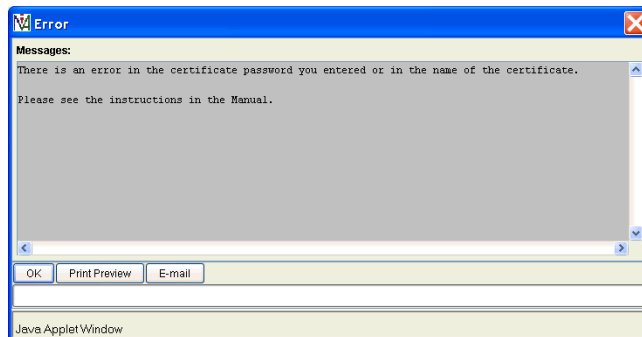 Error
Messages:
There is an error in the certificate password you entered or in the name of the certificate.
Please see the instructions in the Manual.
OK Print Preview E-mail
Java Applet Window